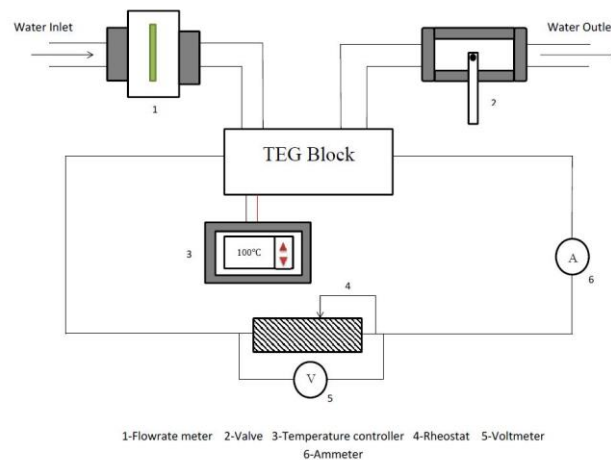 Water Inlet
Water Outle
1
2
TEG Block
3
100℃
4
A
6
V
5
1-Flowrate meter 2-Valve 3-Temperature controller 4-Rheostat 5-Voltmeter
6-Ammeter